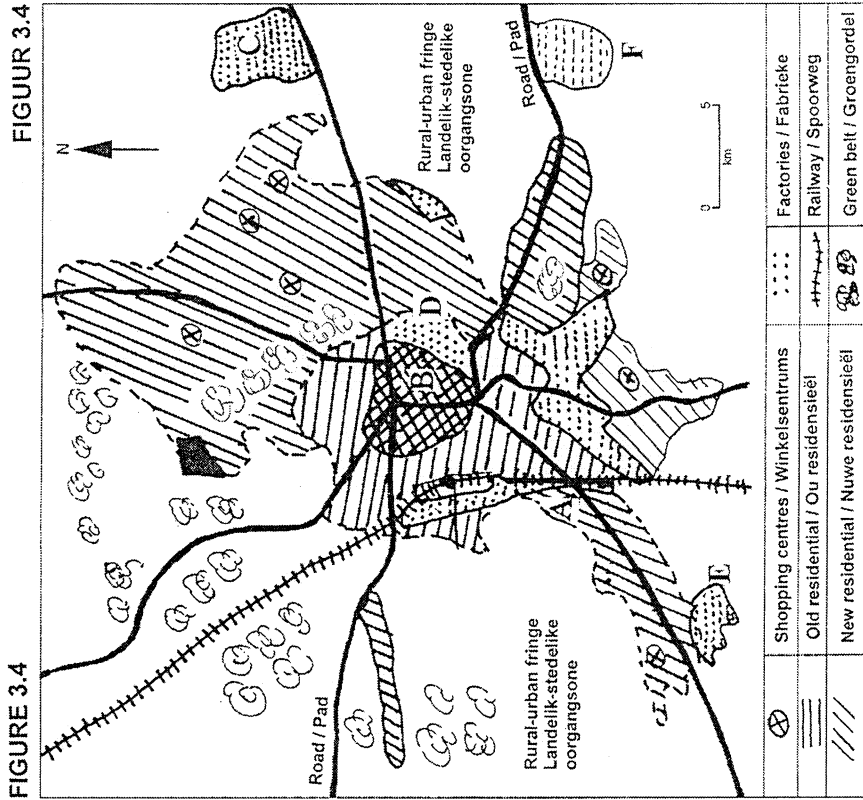 FIGURE 3.4
FIGUUR 3.4
N
C
Rural-urban fringe
Landelik-stedelike
oorgangsone
Road / Pad
F
D
B
A
E
Road / Pad
Rural-urban fringe
Landelik-stedelike
oorgangsone
0 5
km
Shopping centres / Winkelsentrums
Factories / Fabrieke
Old residential / Ou residensieël
Railway / Spoorweg
New residential / Nuwe residensieël
Green belt / Groengordel